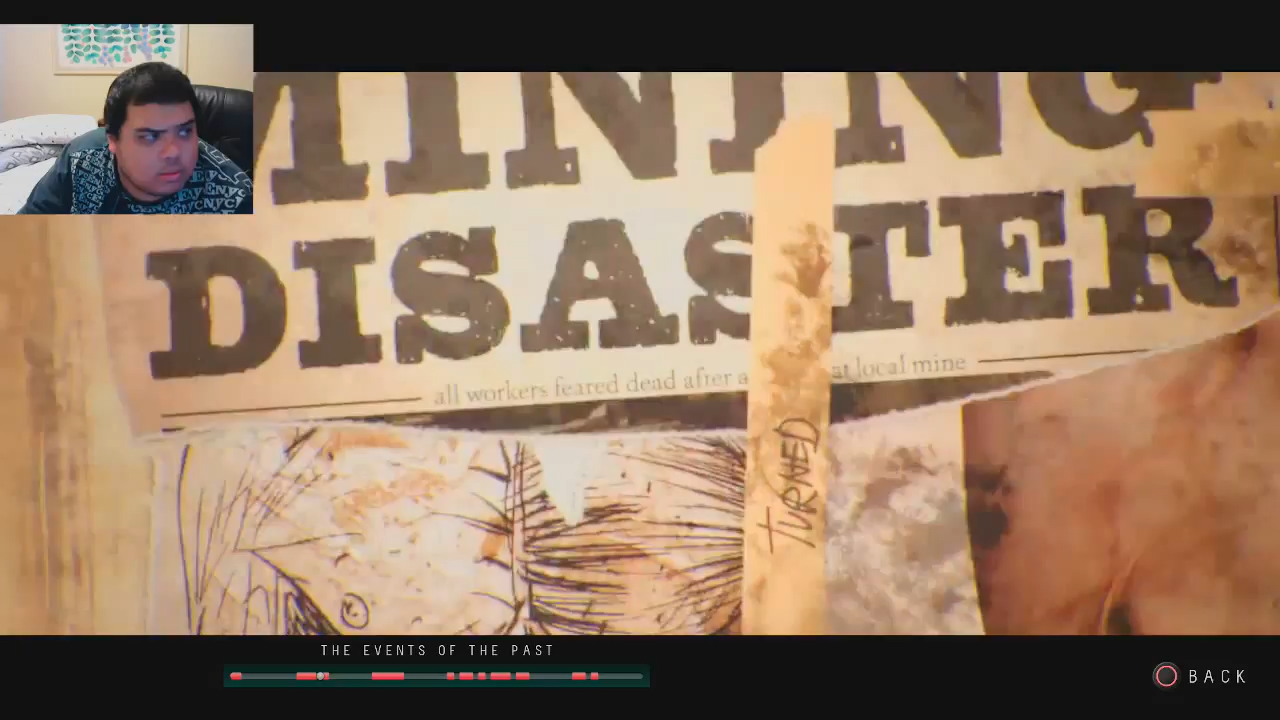 MINING
DISASTER
all workers feared dead after a at local mine
TURNED
THE EVENTS OF THE PAST
BACK